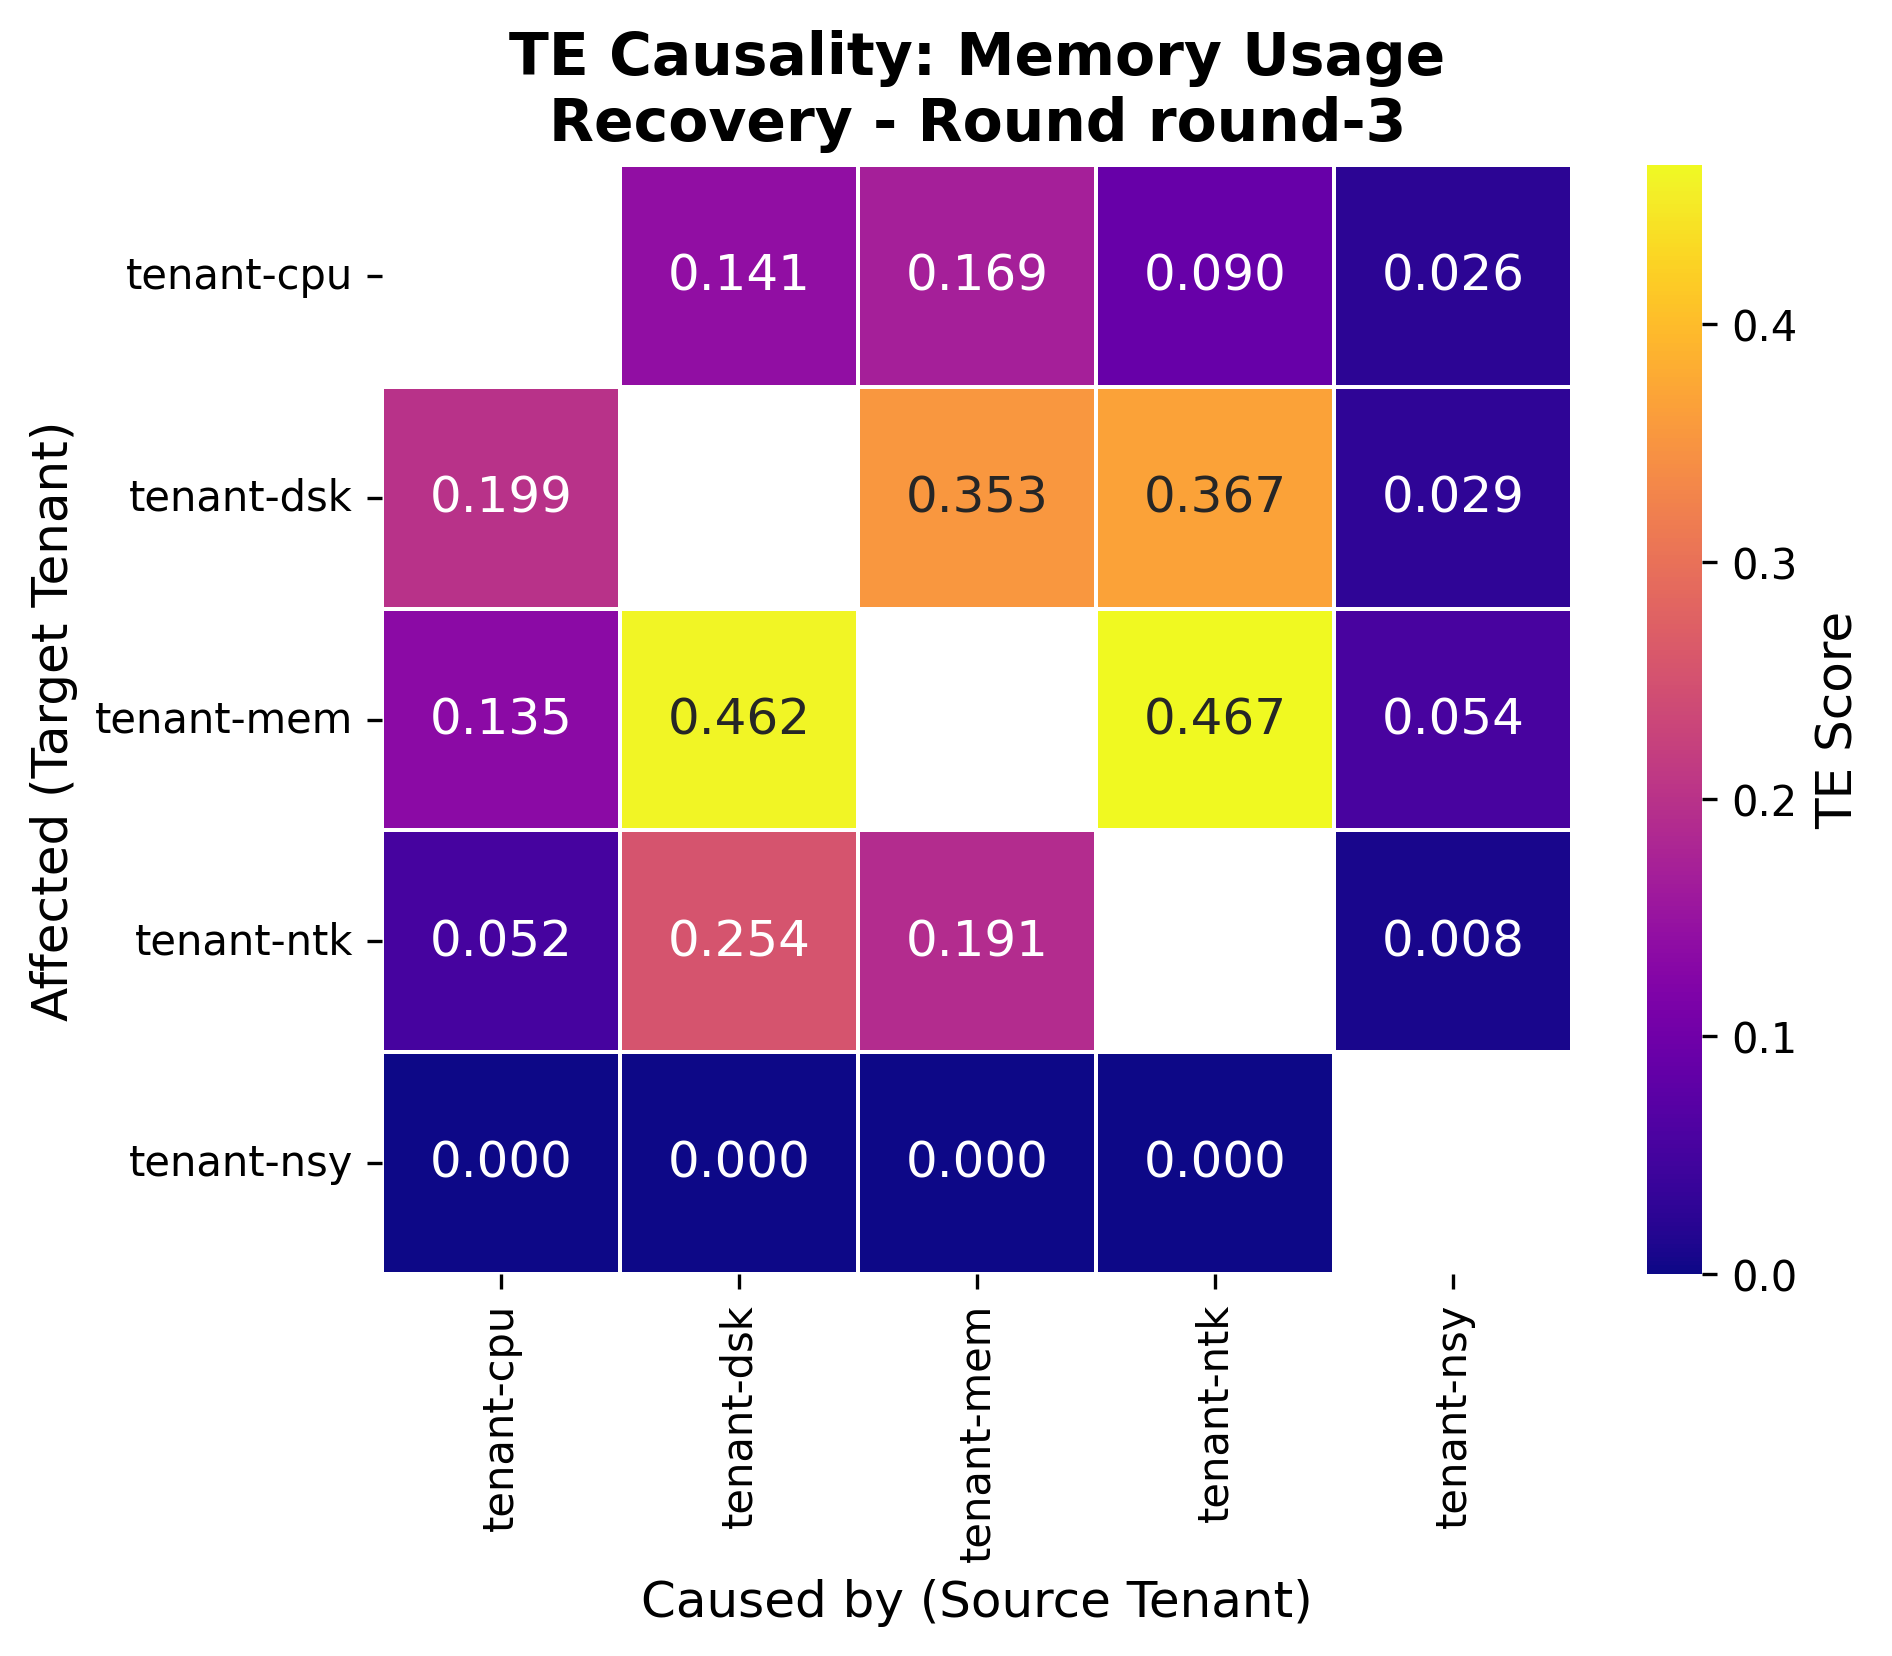 TE Causality: Memory Usage
Recovery - Round round-3
Affected (Target Tenant)
tenant-cpu 0.141 0.169 0.090 0.026
tenant-dsk 0.199 0.353 0.367 0.029
tenant-mem 0.135 0.462 0.467 0.054
tenant-ntk 0.052 0.254 0.191 0.008
tenant-nsy 0.000 0.000 0.000 0.000
tenant-cpu tenant-dsk tenant-mem tenant-ntk tenant-nsy
Caused by (Source Tenant)
0.4
0.3
0.2
0.1
0.0
TE Score